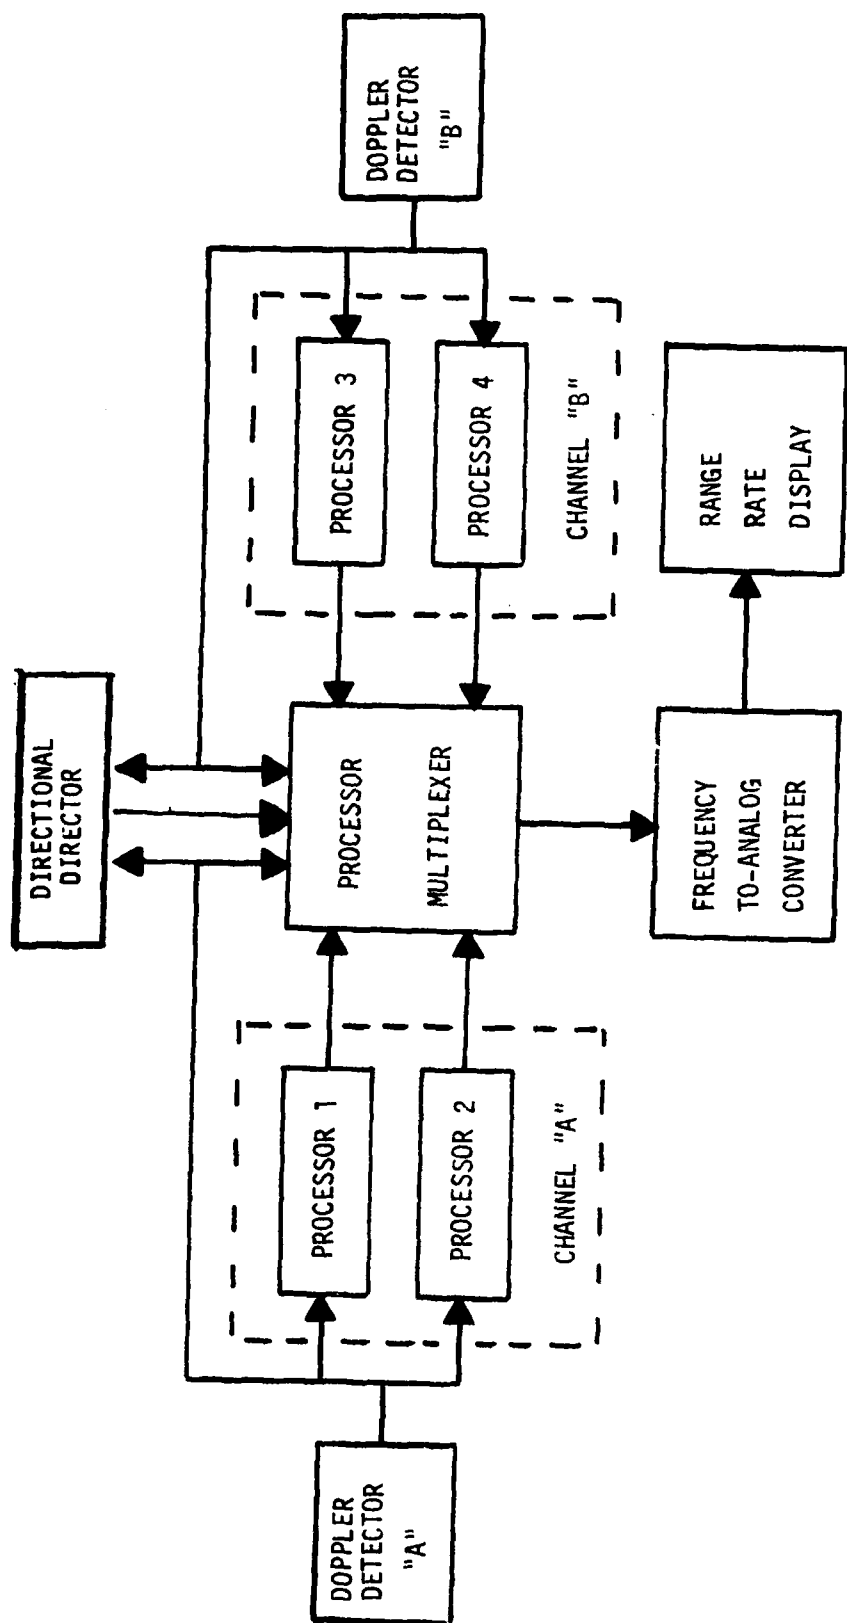 DIRECTIONAL
DIRECTOR
DOPPLER
DETECTOR
"A"
PROCESSOR 1
PROCESSOR 2
CHANNEL "A"
PROCESSOR
MULTIPLEXER
PROCESSOR 3
PROCESSOR 4
CHANNEL "B"
DOPPLER
DETECTOR
"B"
FREQUENCY
TO-ANALOG
CONVERTER
RANGE
RATE
DISPLAY